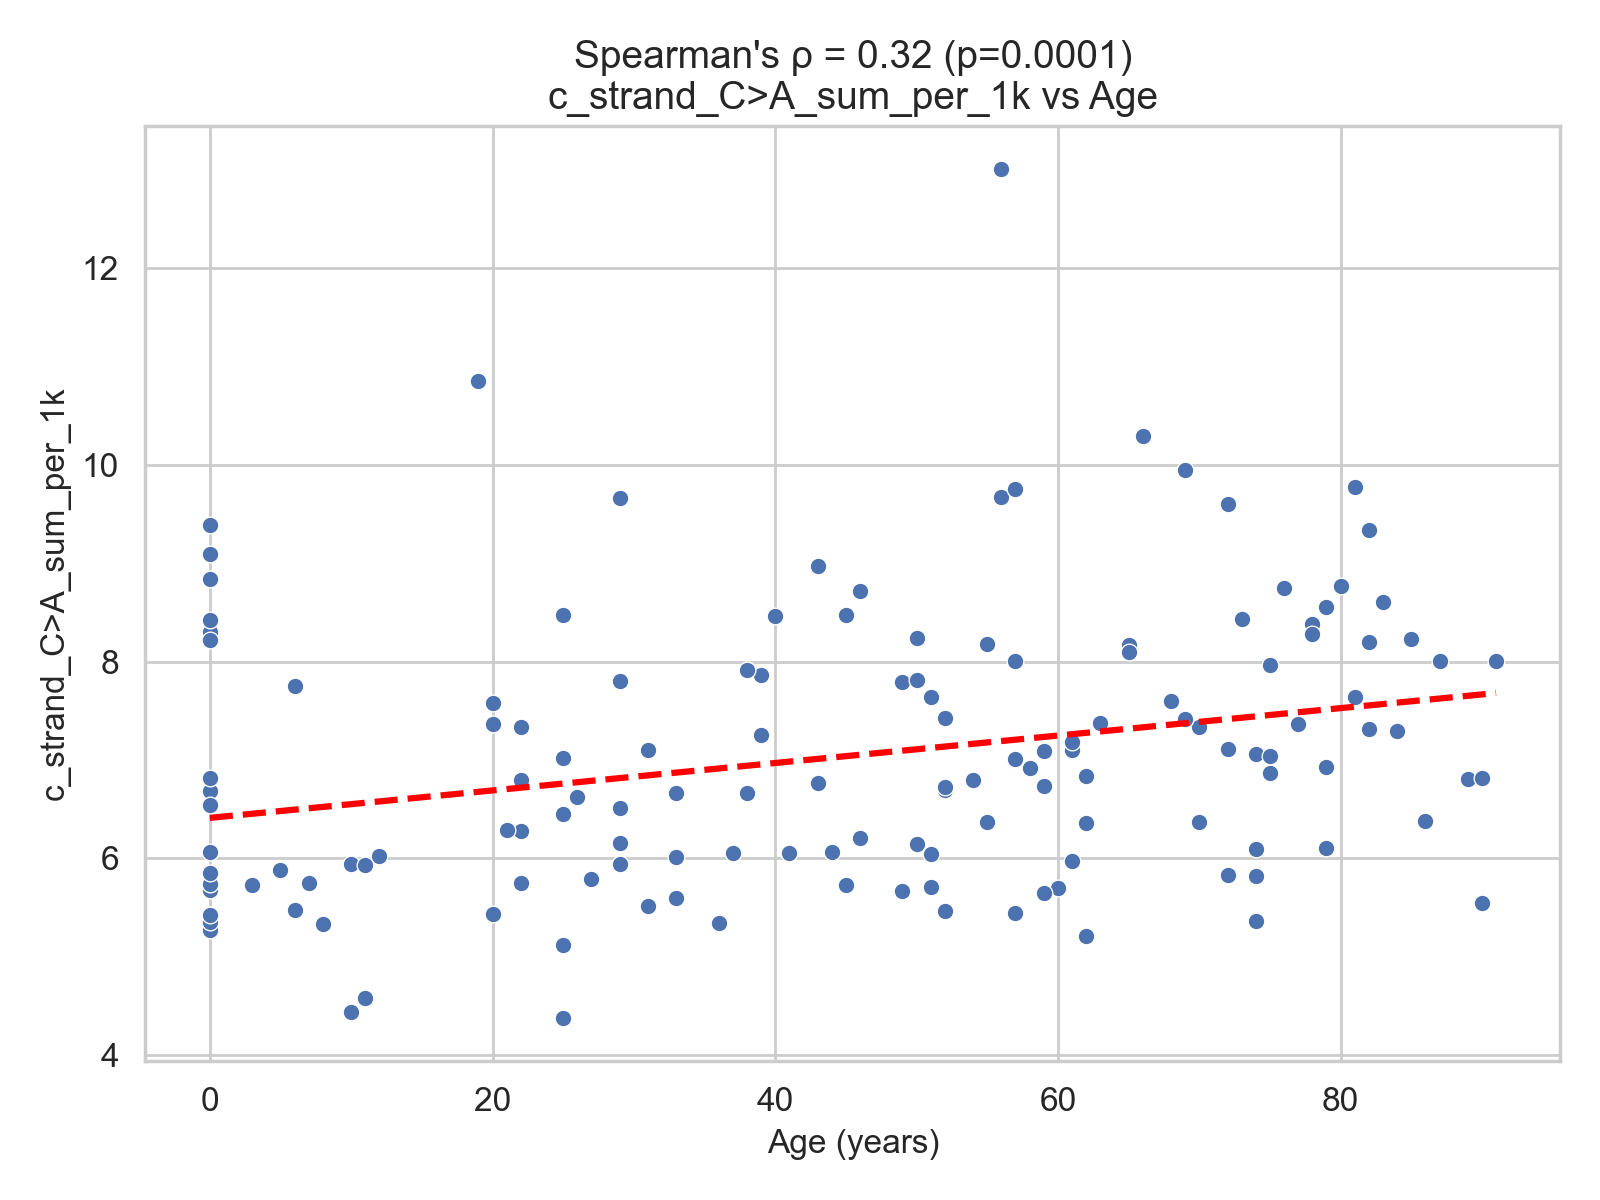 Spearman's ρ = 0.32 (p=0.0001)
c_strand_C>A_sum_per_1k vs Age
c_strand_C>A_sum_per_1k
12
10
8
6
4
0
20
40
60
80
Age (years)